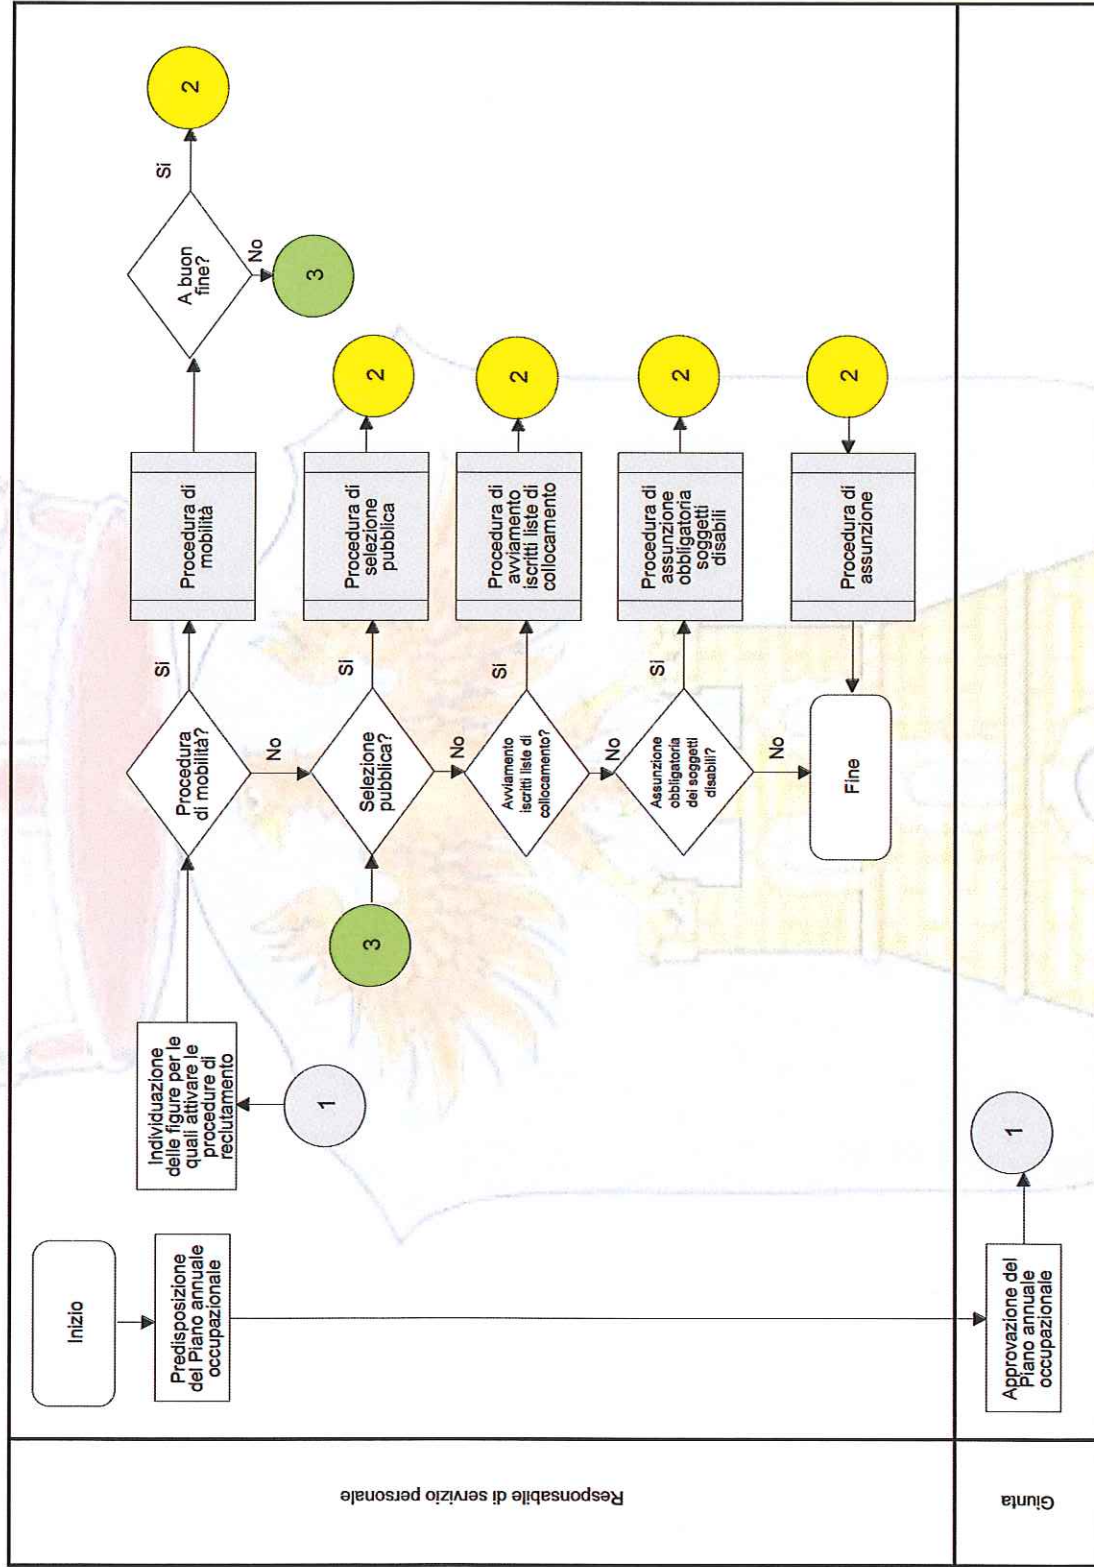 Responsabile di servizio personale
Giunta
Inizio
Predisposizione
del Piano annuale
occupazionale
Approvazione del
Piano annuale
occupazionale
1
1
Individuazione
delle figure per le
quali attivare le
procedure di
reclutamento
Procedura
di mobilità?
Si
No
Procedura di
mobilità
A buon
fine?
Si
No
2
3
3
Selezione
pubblica?
Si
No
Procedura di
selezione
pubblica
2
Avviamento
iscritti liste di
collocamento?
Si
No
Procedura di
avviamento
iscritti liste di
collocamento
2
Assunzione
obbligatoria
dei soggetti
disabili?
Si
No
Procedura di
assunzione
obbligatoria
soggetti
disabili
2
Fine
Procedura di
assunzione
2